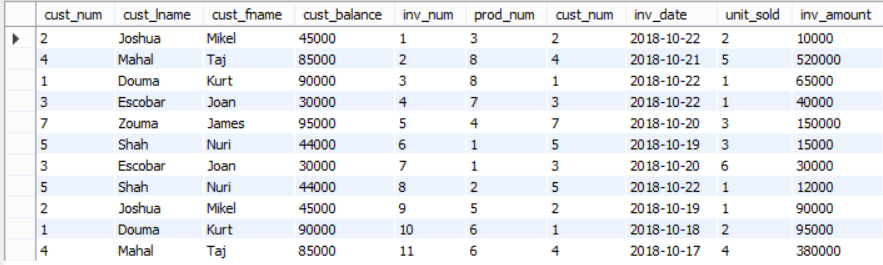 cust_num cust_lname cust_fname cust_balance inv_num prod_num cust_num inv_date unit_sold inv_amount
2 Joshua Mikel 45000 1 3 2 2018-10-22 2 10000
4 Mahal Taj 85000 2 8 4 2018-10-21 5 520000
1 Douma Kurt 90000 3 8 1 2018-10-22 1 65000
3 Escobar Joan 30000 4 7 3 2018-10-22 1 40000
7 Zouma James 95000 5 4 7 2018-10-20 3 150000
5 Shah Nuri 44000 6 1 5 2018-10-19 3 15000
3 Escobar Joan 30000 7 1 3 2018-10-20 6 30000
5 Shah Nuri 44000 8 2 5 2018-10-22 1 12000
2 Joshua Mikel 45000 9 5 2 2018-10-19 1 90000
1 Douma Kurt 90000 10 6 1 2018-10-18 2 95000
4 Mahal Taj 85000 11 6 4 2018-10-17 4 380000